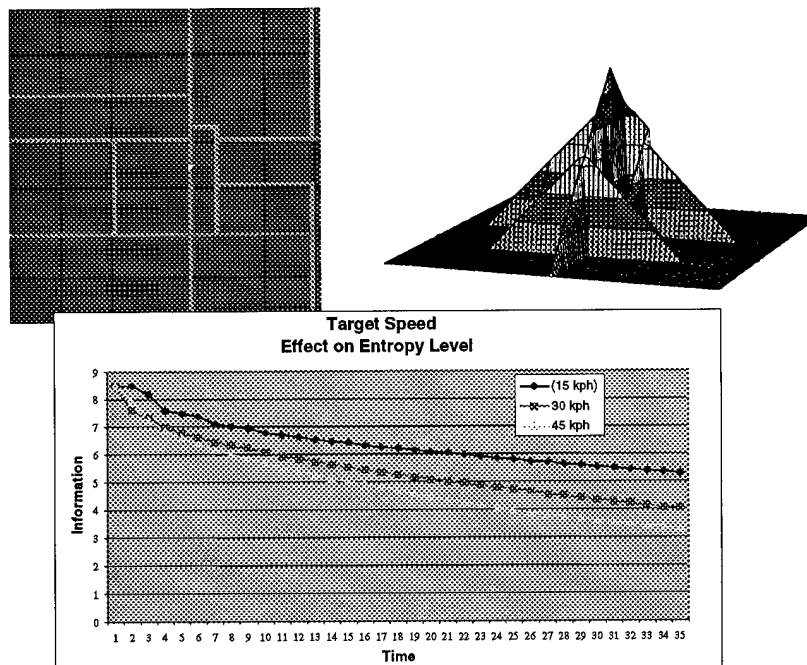 Target Speed
Effect on Entropy Level
9
8
7
6
5
4
3
2
1
0
Information
(15 kph)
30 kph
45 kph
1 2 3 4 5 6 7 8 9 10 11 12 13 14 15 16 17 18 19 20 21 22 23 24 25 26 27 28 29 30 31 32 33 34 35
Time